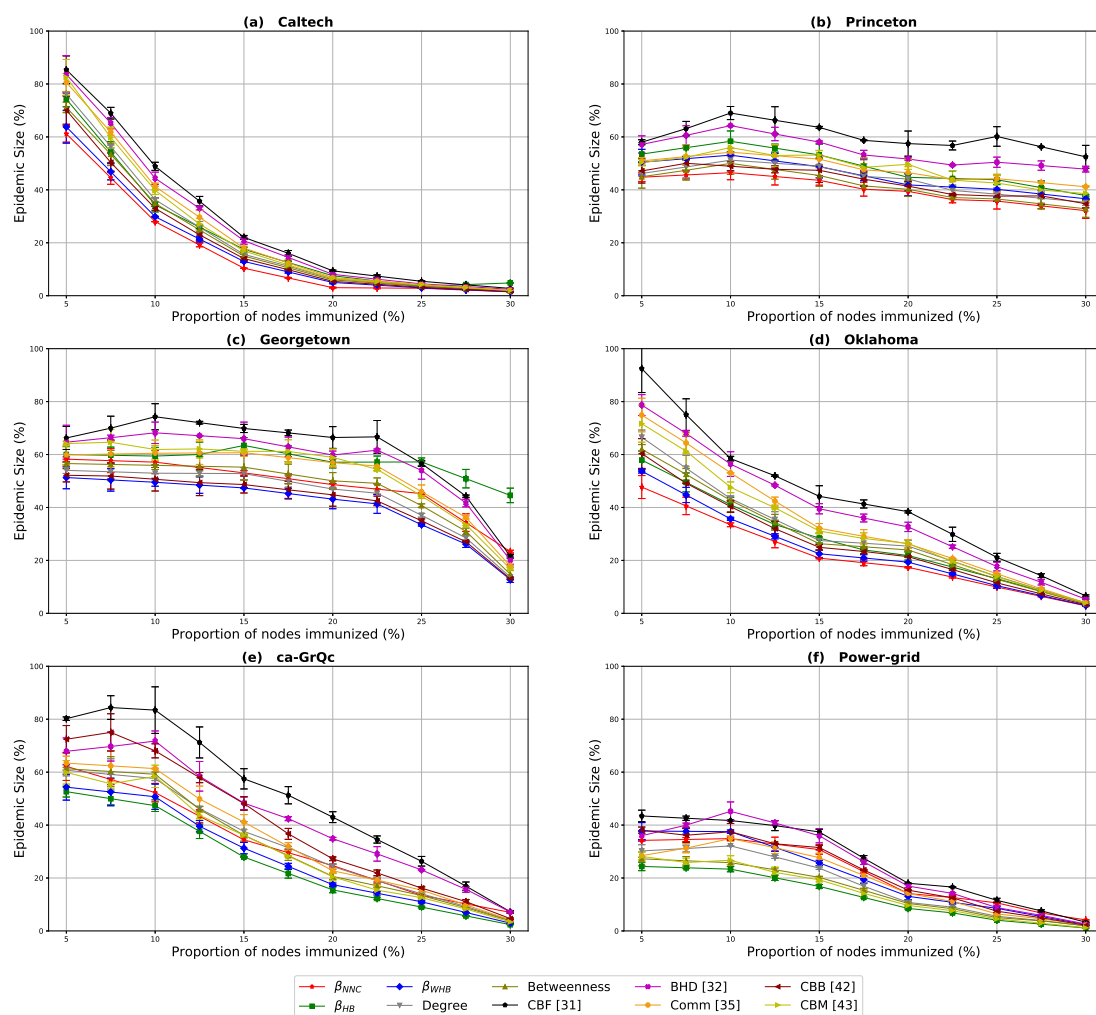 (a) Caltech
Epidemic Size (%)
100
80
60
40
20
0
5 10 15 20 25 30
Proportion of nodes immunized (%)
(b) Princeton
Epidemic Size (%)
100
80
60
40
20
0
5 10 15 20 25 30
Proportion of nodes immunized (%)
(c) Georgetown
Epidemic Size (%)
100
80
60
40
20
0
5 10 15 20 25 30
Proportion of nodes immunized (%)
(d) Oklahoma
Epidemic Size (%)
100
80
60
40
20
0
5 10 15 20 25 30
Proportion of nodes immunized (%)
(e) ca-GrQc
Epidemic Size (%)
100
80
60
40
20
0
5 10 15 20 25 30
Proportion of nodes immunized (%)
(f) Power-grid
Epidemic Size (%)
100
80
60
40
20
0
5 10 15 20 25 30
Proportion of nodes immunized (%)
β_NNC β_WHB Betweenness BHD [32] CBB [42]
β_HB Degree CBF [31] Comm [35] CBM [43]